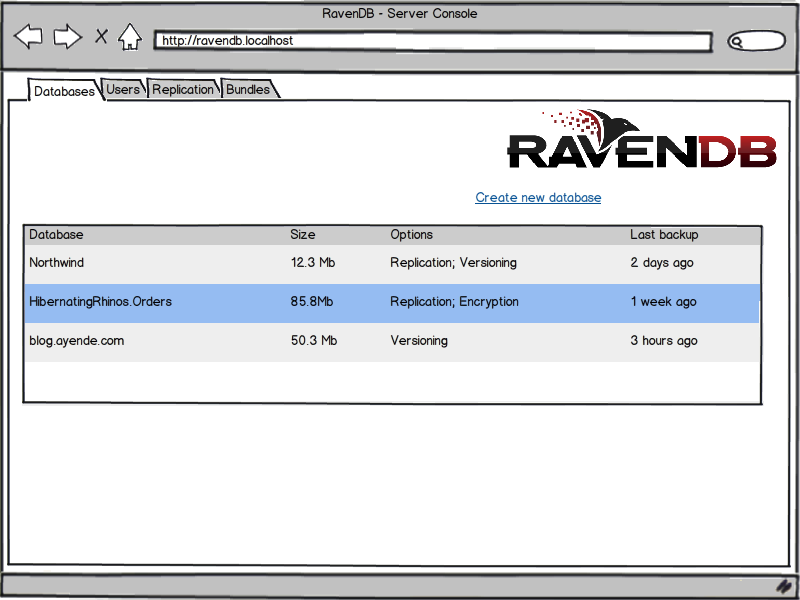 RavenDB - Server Console
X
http://ravendb.localhost
Databases Users Replication Bundles
RAVENDB
Create new database
Database Size Options Last backup
Northwind 12.3 Mb Replication; Versioning 2 days ago
HibernatingRhinos.Orders 85.8Mb Replication; Encryption 1 week ago
blog.ayende.com 50.3 Mb Versioning 3 hours ago